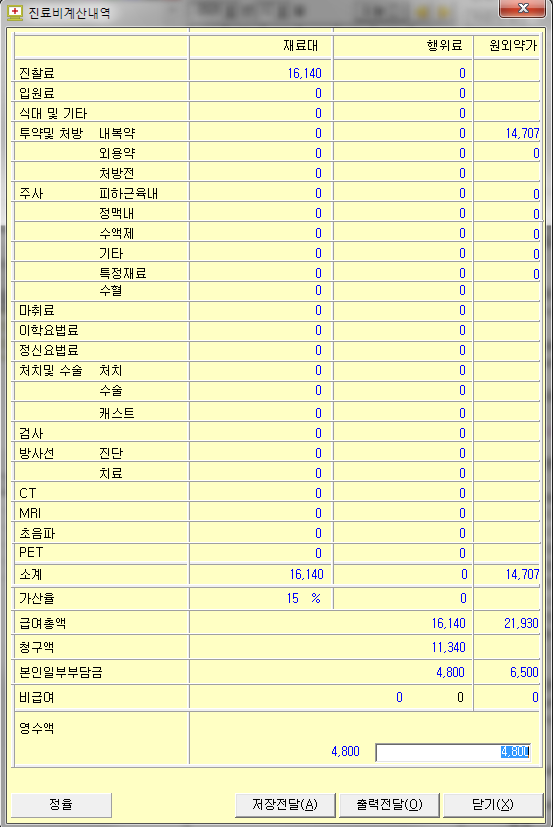 진료비계산내역
재료대 행위료 원외약가
진찰료 16,140 0
입원료 0 0
식대 및 기타 0 0
투약및 처방 내복약 0 0 14,707
외용약 0 0 0
처방전 0 0
주사 피하근육내 0 0 0
정맥내 0 0 0
수액제 0 0 0
기타 0 0 0
특정재료 0 0 0
수혈 0 0
마취료 0 0
이학요법료 0 0
정신요법료 0 0
처치및 수술 처치 0 0
수술 0 0
캐스트 0 0
검사 0 0
방사선 진단 0 0
치료 0 0
CT 0 0
MRI 0 0
초음파 0 0
PET 0 0
소계 16,140 0 14,707
가산율 15 % 0
급여총액 16,140 21,930
청구액 11,340
본인일부부담금 4,800 6,500
비급여 0 0 0
영수액
4,800 4,800
정율 저장전달(A) 출력전달(O) 닫기(X)